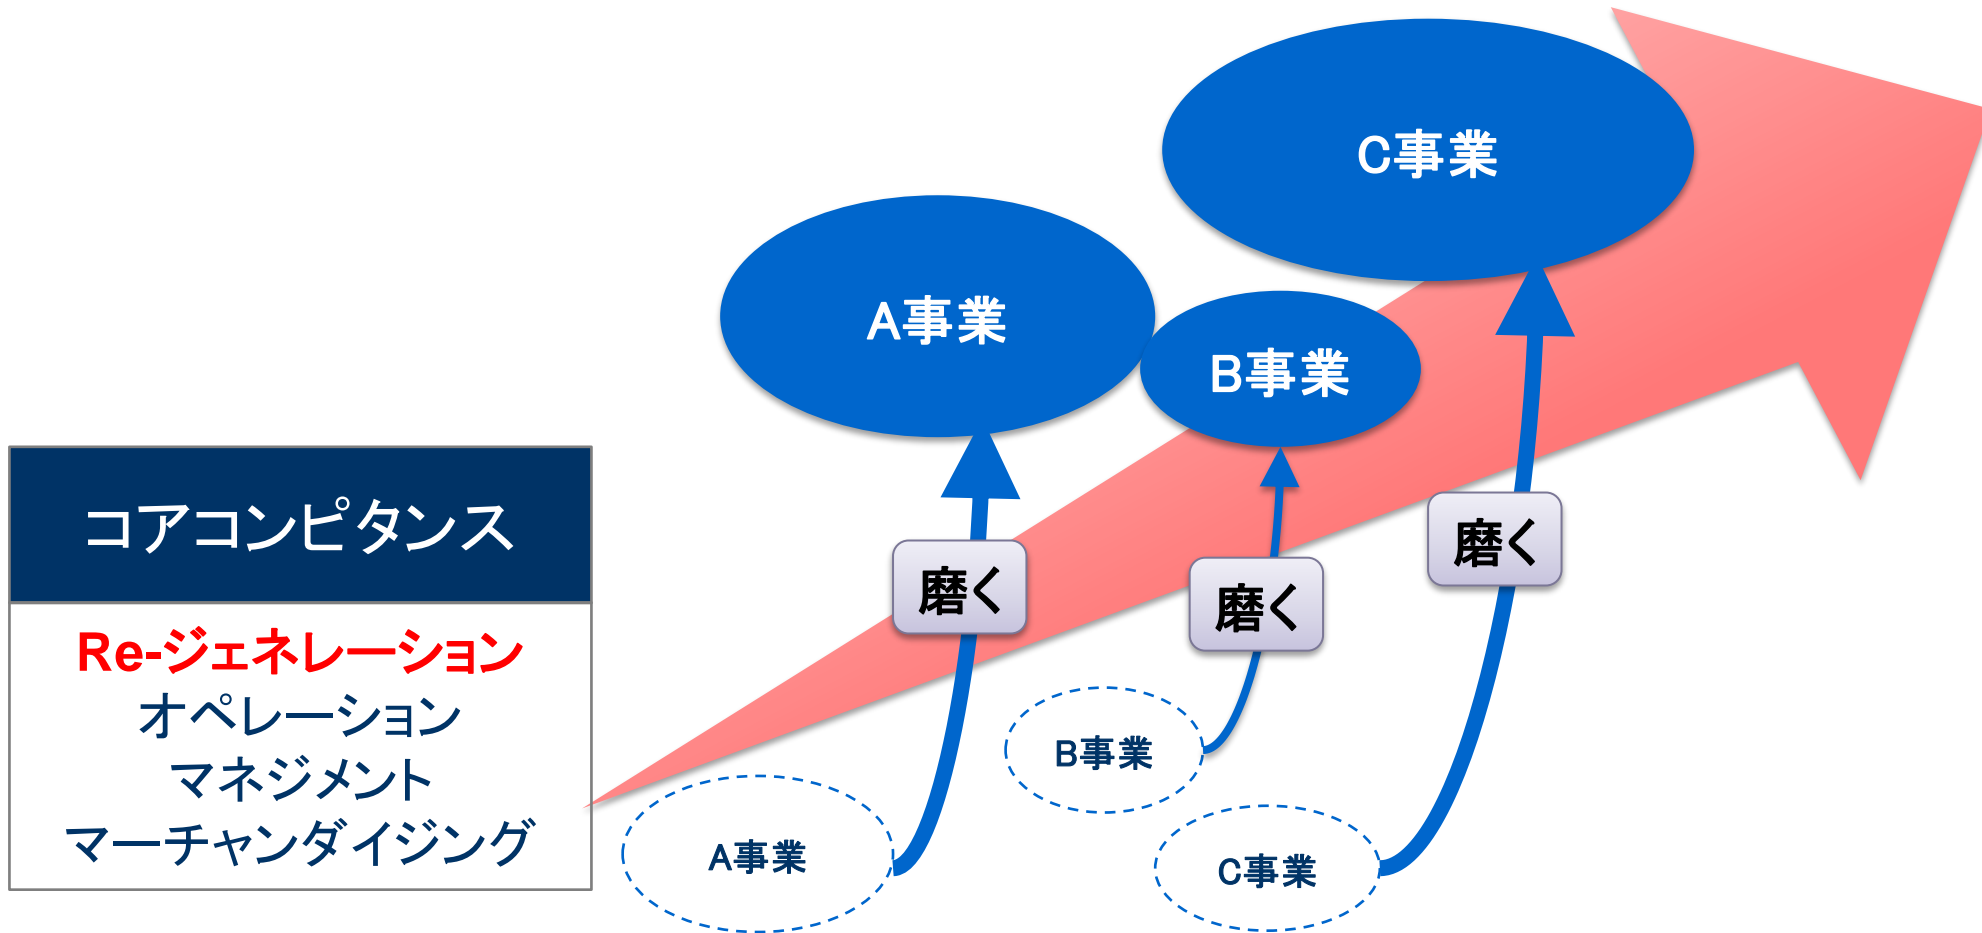 C事業
A事業
B事業
コアコンピタンス
Re-ジェネレーション
オペレーション
マネジメント
マーチャンダイジング
磨く
磨く
磨く
A事業
B事業
C事業